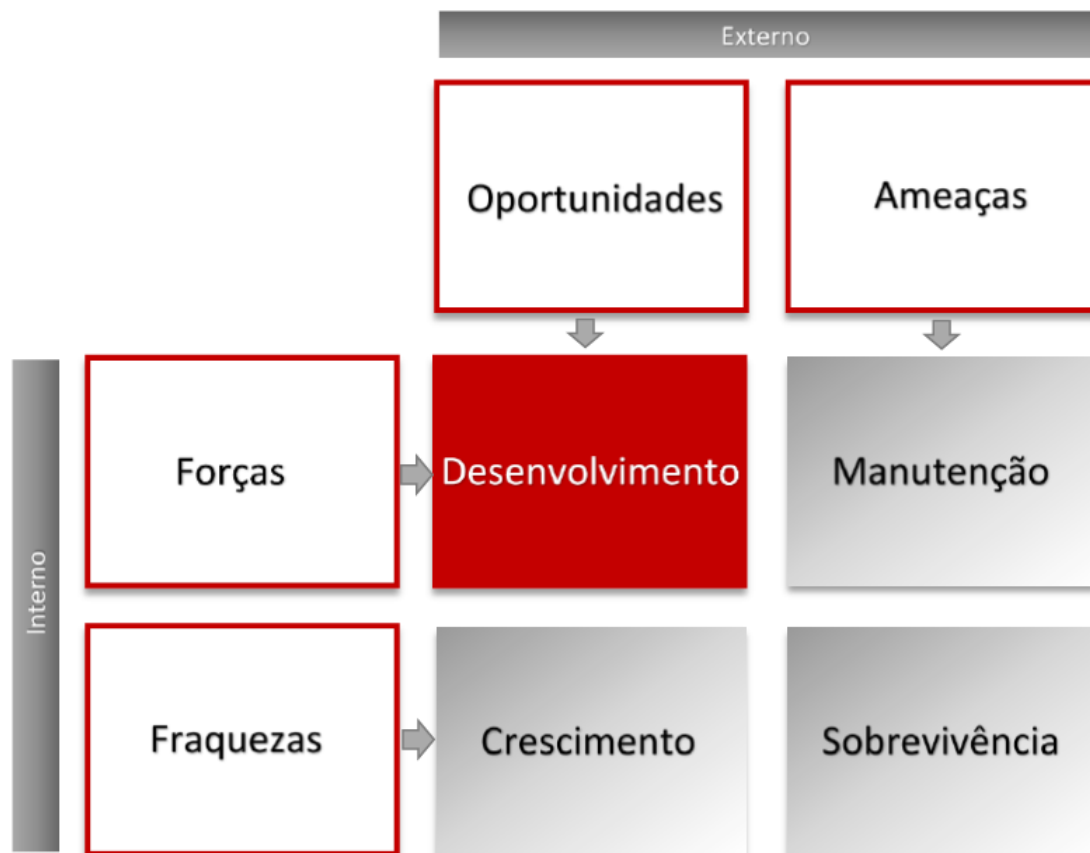 Externo
Oportunidades
Ameaças
Interno
Forças
Desenvolvimento
Manutenção
Fraquezas
Crescimento
Sobrevivência